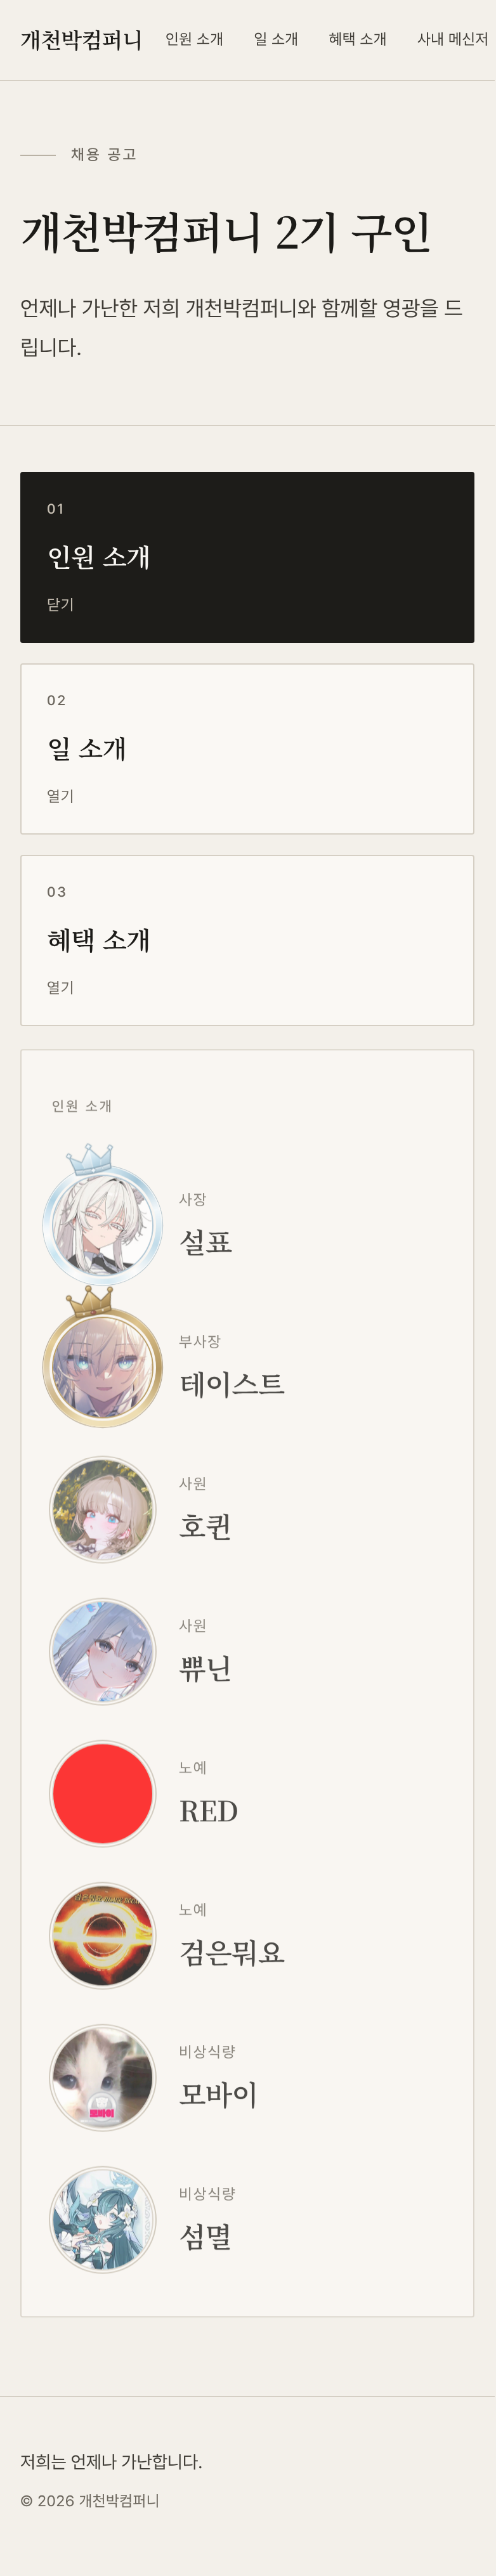 개천박컴퍼니 인원 소개 일 소개 혜택 소개 사내 메신저
채용 공고
개천박컴퍼니 2기 구인
언제나 가난한 저희 개천박컴퍼니와 함께할 영광을 드
립니다.
01
인원 소개
닫기
02
일 소개
열기
03
혜택 소개
열기
인원 소개
사장
설표
부사장
테이스트
사원
호퀸
사원
쀼닌
노예
RED
노예
검은뭐요
비상식량
모바이
모바이
비상식량
섬멸
저희는 언제나 가난합니다.
© 2026 개천박컴퍼니